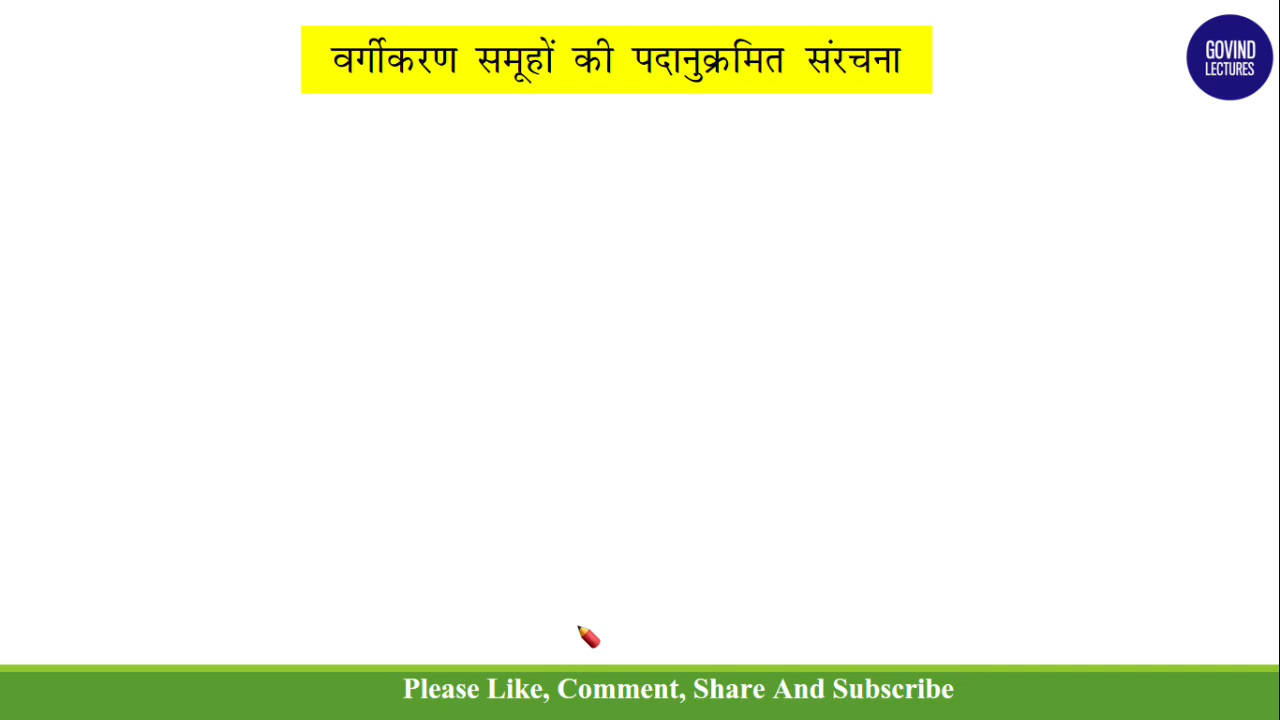 वर्गीकरण समूहों की पदानुक्रमित संरचना
GOVIND
LECTURES
Please Like, Comment, Share And Subscribe